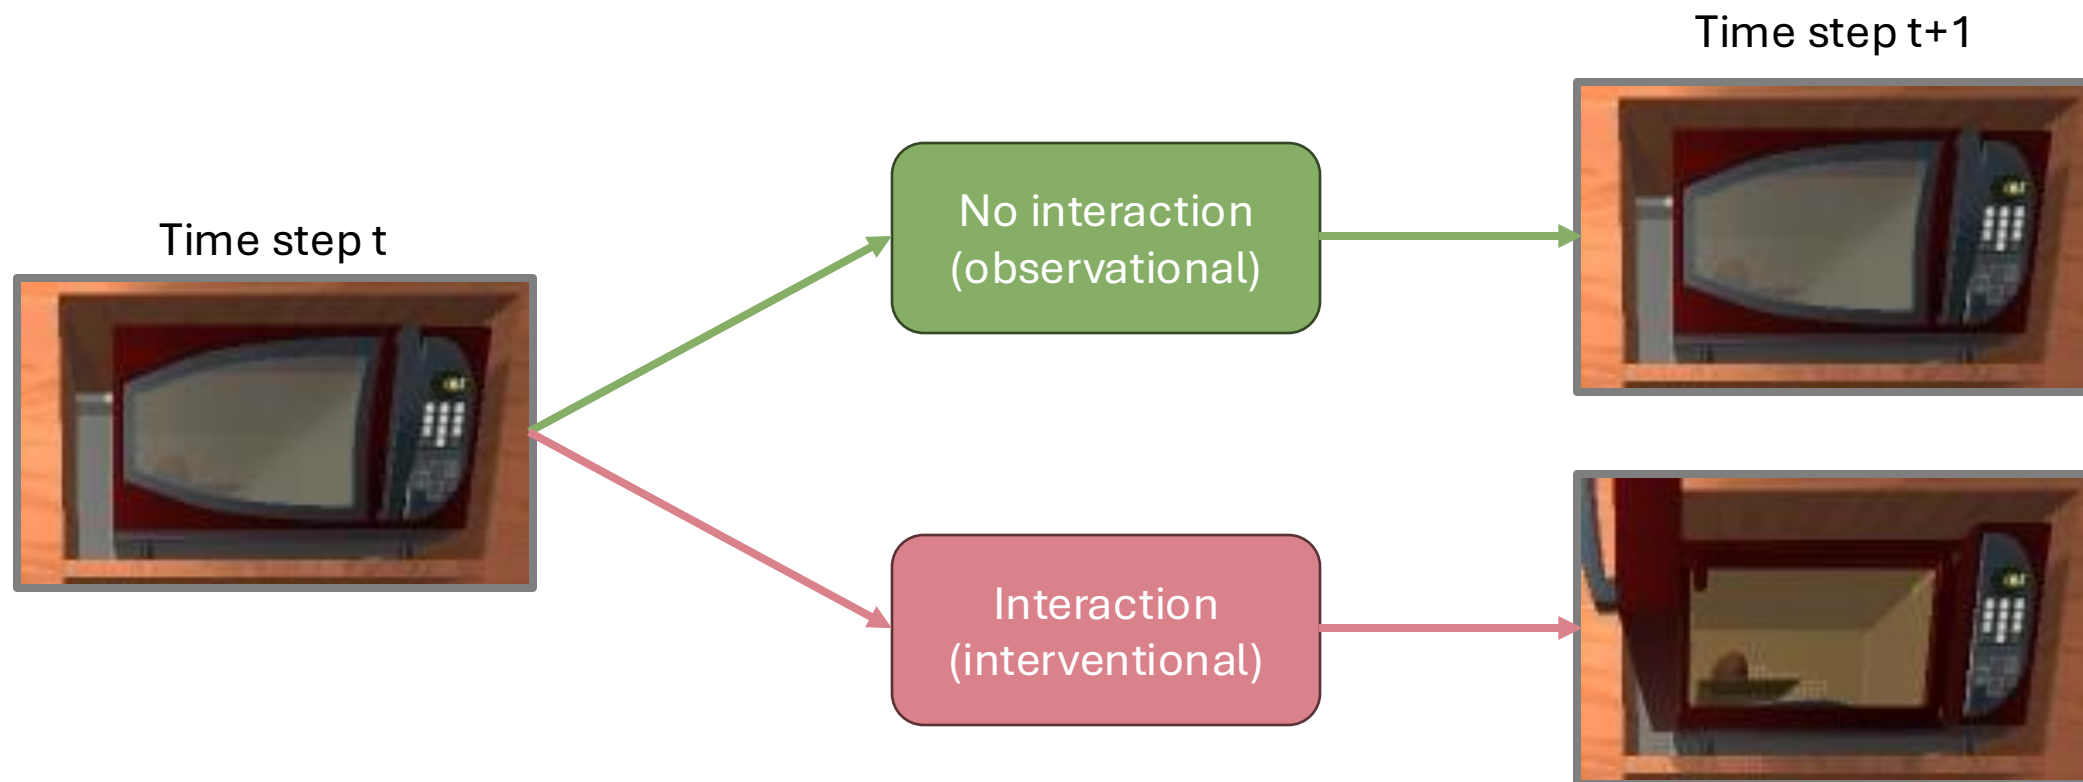 Time step t
No interaction
(observational)
Interaction
(interventional)
Time step t+1